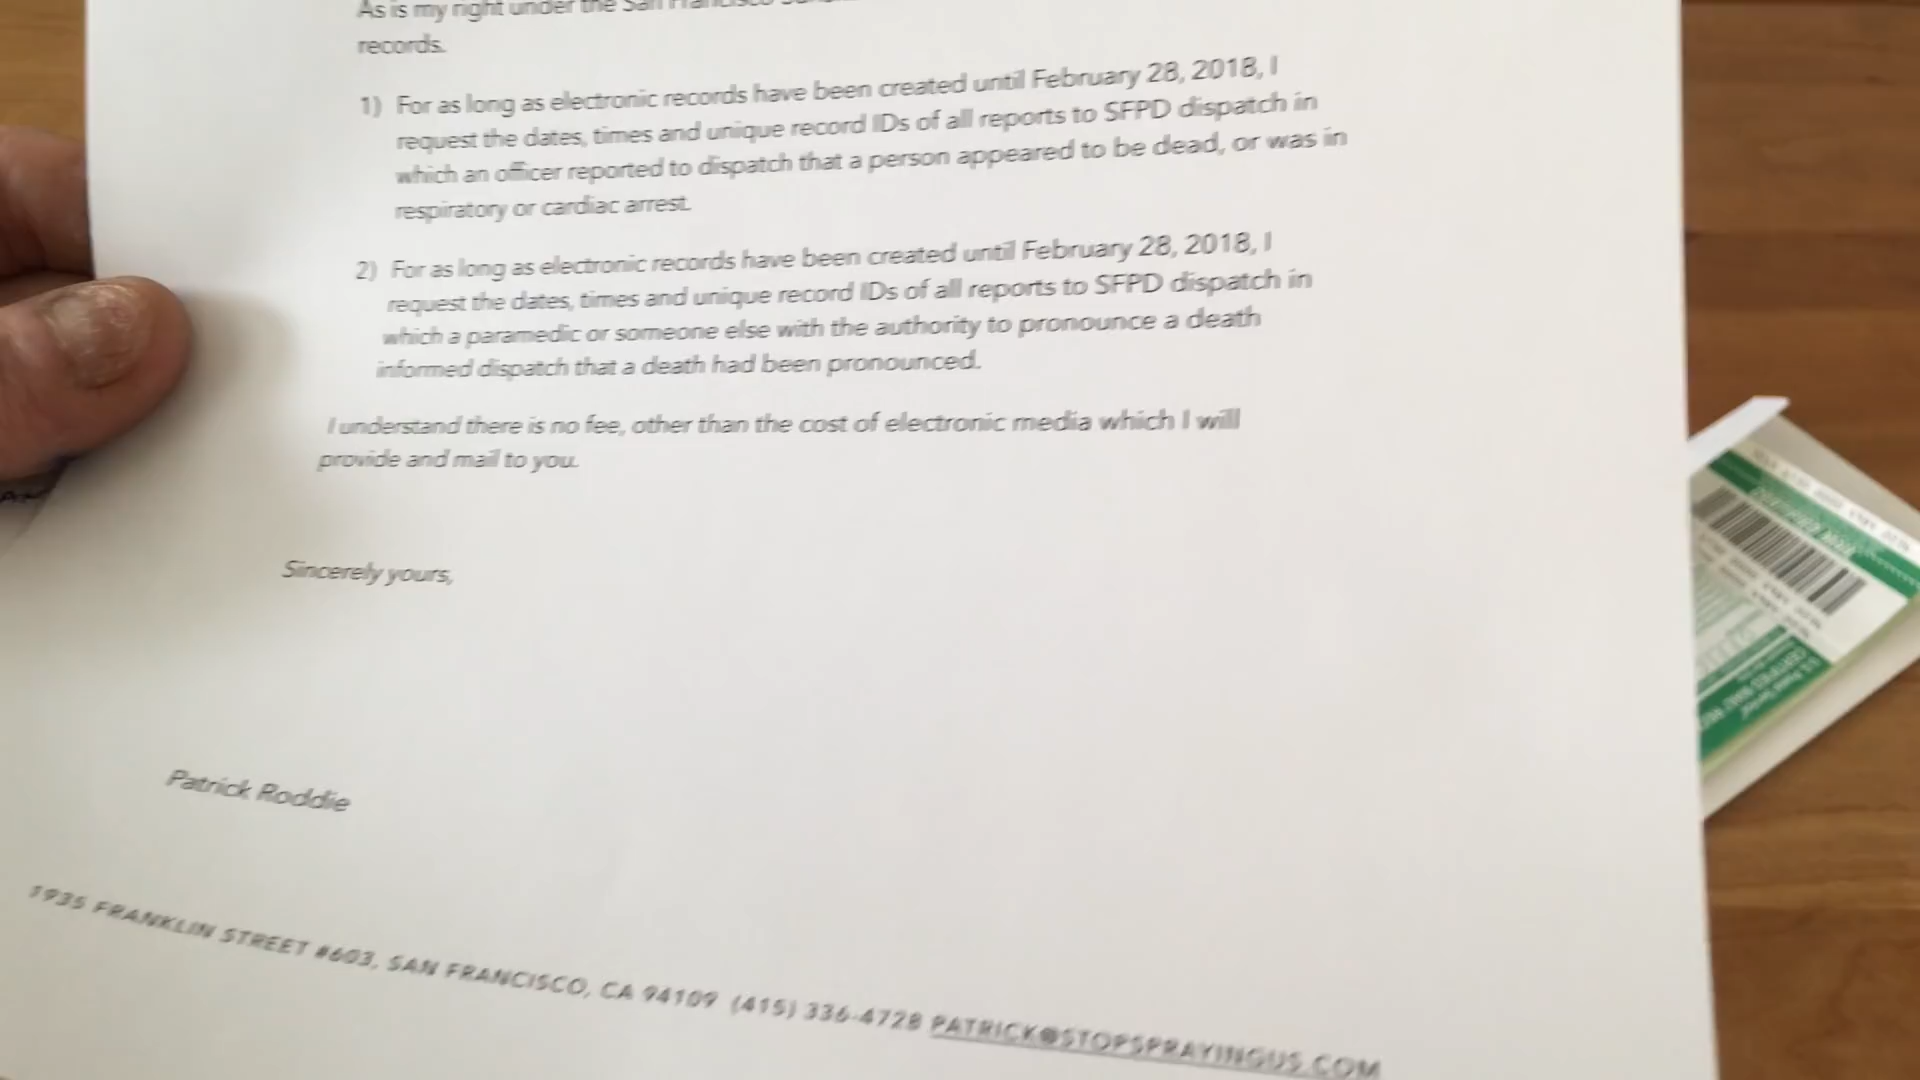 As is my right under the San Francisco
records.
1) For as long as electronic records have been created until February 28, 2018, I
request the dates, times and unique record IDs of all reports to SFPD dispatch in
which an officer reported to dispatch that a person appeared to be dead, or was in
respiratory or cardiac arrest.
2) For as long as electronic records have been created until February 28, 2018, I
request the dates, times and unique record IDs of all reports to SFPD dispatch in
which a paramedic or someone else with the authority to pronounce a death
informed dispatch that a death had been pronounced.
I understand there is no fee, other than the cost of electronic media which I will
provide and mail to you.
Sincerely yours,
Patrick Roddie
1935 FRANKLIN STREET #603, SAN FRANCISCO, CA 94109 (415) 336-4728 PATRICK@STOPSPRAYINGUS.COM